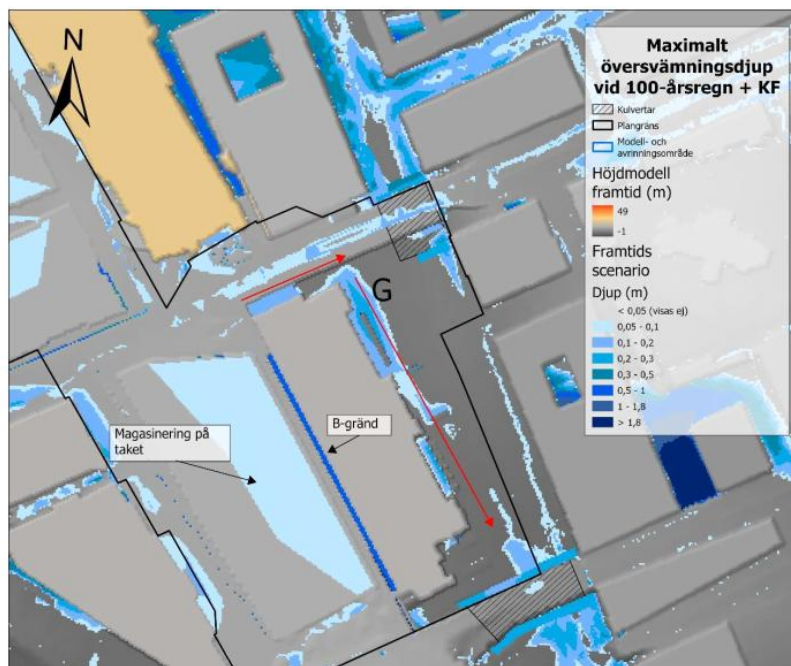 N
Maximalt
översvämningsdjup
vid 100-årsregn + KF
Kulvertar
Plangräns
Modell- och
avrinningsområde
Höjdmodell
framtid (m)
49
-1
Framtids
scenario
Djup (m)
< 0,05 (visas ej)
0,05 - 0,1
0,1 - 0,2
0,2 - 0,3
0,3 - 0,5
0,5 - 1
1 - 1,8
> 1,8
G
B-gränd
Magasinering på
taket